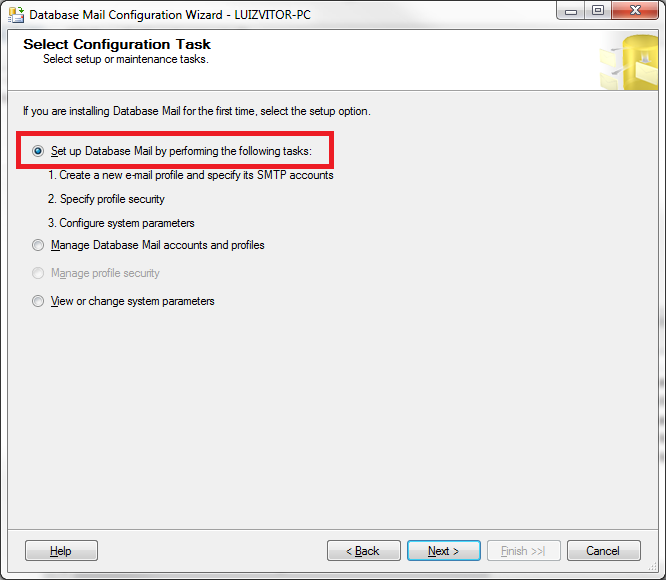 Database Mail Configuration Wizard - LUIZVITOR-PC
Select Configuration Task
Select setup or maintenance tasks.
If you are installing Database Mail for the first time, select the setup option.
Set up Database Mail by performing the following tasks:
1. Create a new e-mail profile and specify its SMTP accounts
2. Specify profile security
3. Configure system parameters
Manage Database Mail accounts and profiles
Manage profile security
View or change system parameters
Help
< Back
Next >
Finish >>|
Cancel